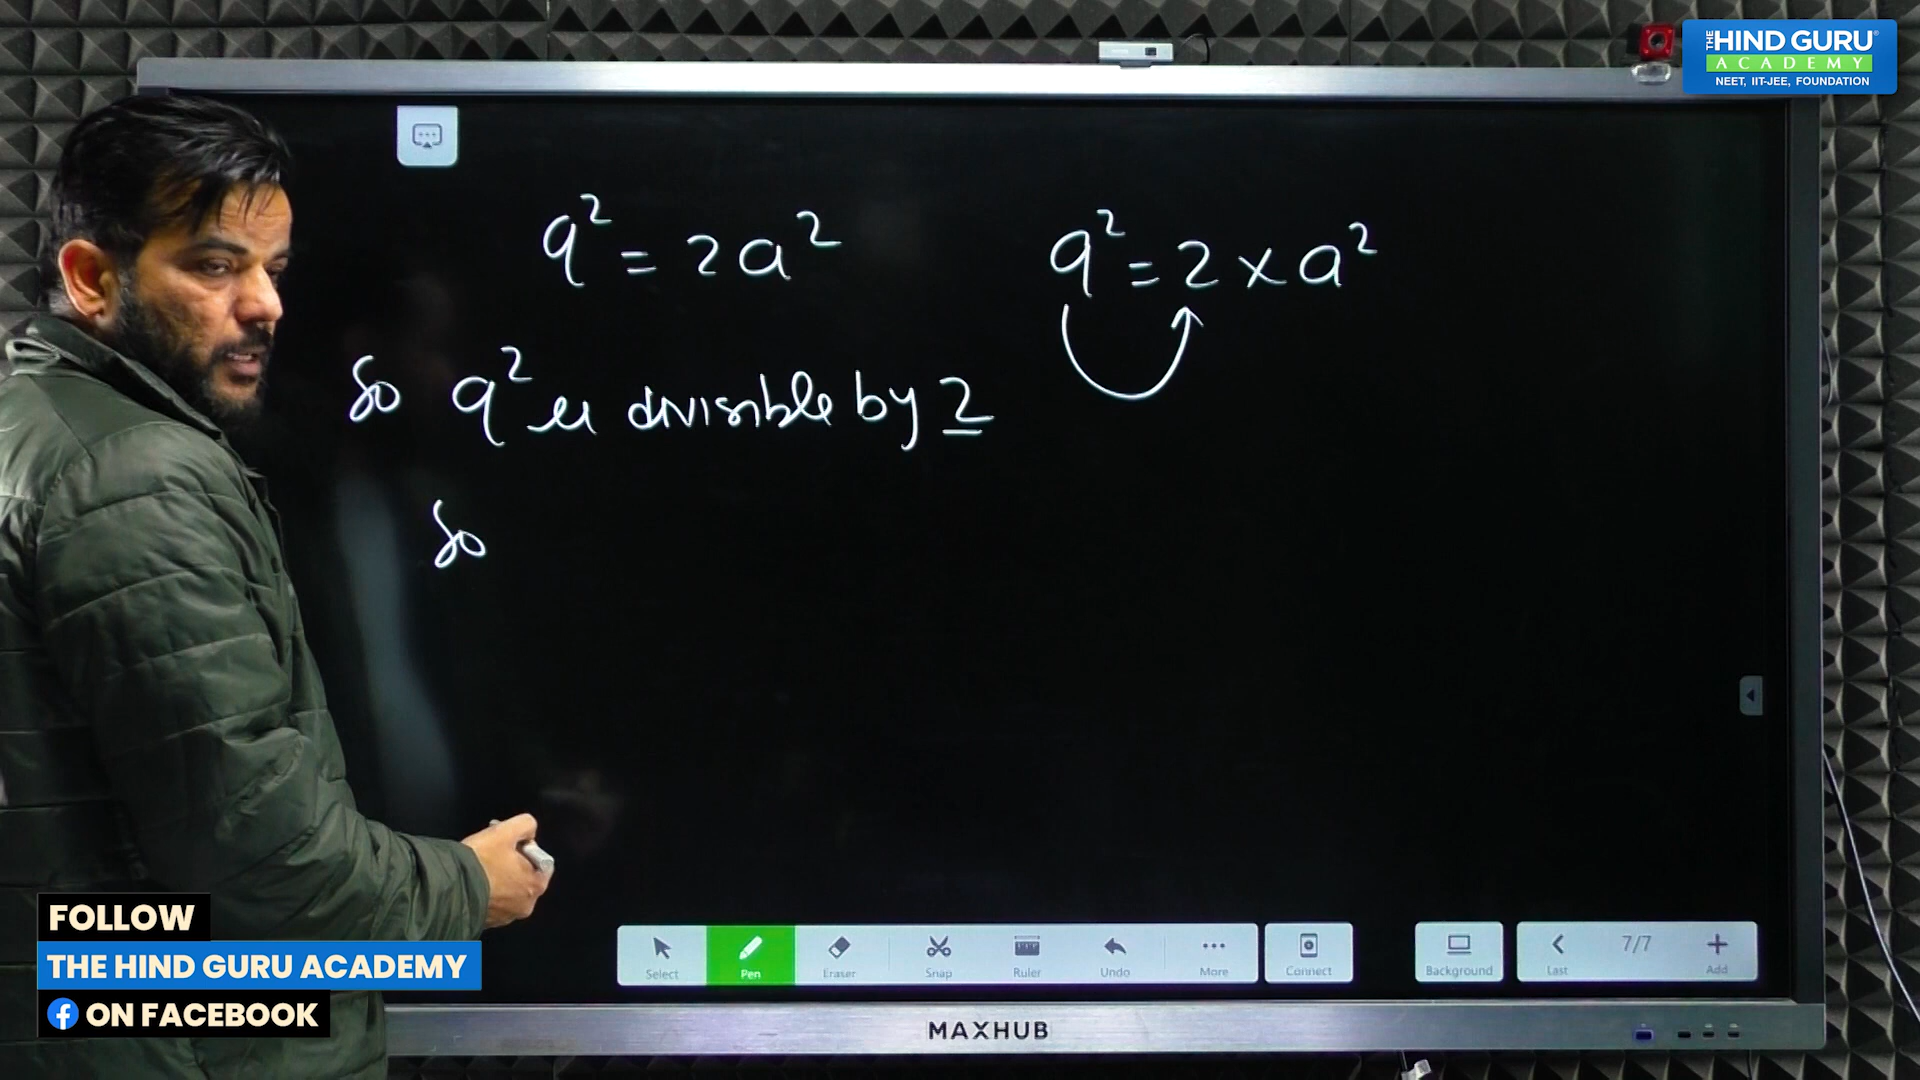 THE HIND GURU
ACADEMY
NEET, IIT-JEE, FOUNDATION
q² = 2a²
q² = 2 × a²
So q² is divisible by 2
So
Select
Pen
Eraser
Snap
Ruler
Undo
More
Connect
Background
Last
7/7
Add
MAXHUB
FOLLOW
THE HIND GURU ACADEMY
ON FACEBOOK